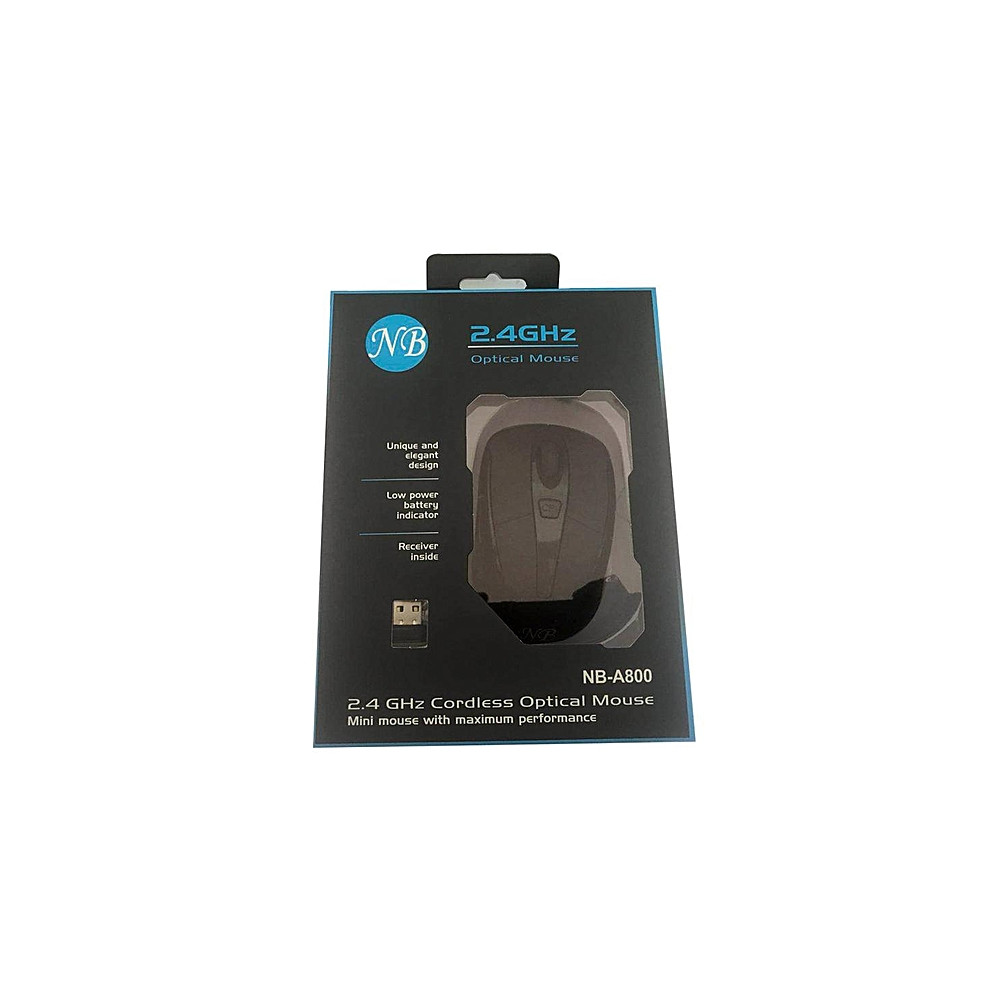 NB
2.4GHz
Optical Mouse
Unique and
elegant
design
Low power
battery
indicator
Receiver
inside
NB
NB-A800
2.4 GHz Cordless Optical Mouse
Mini mouse with maximum performance